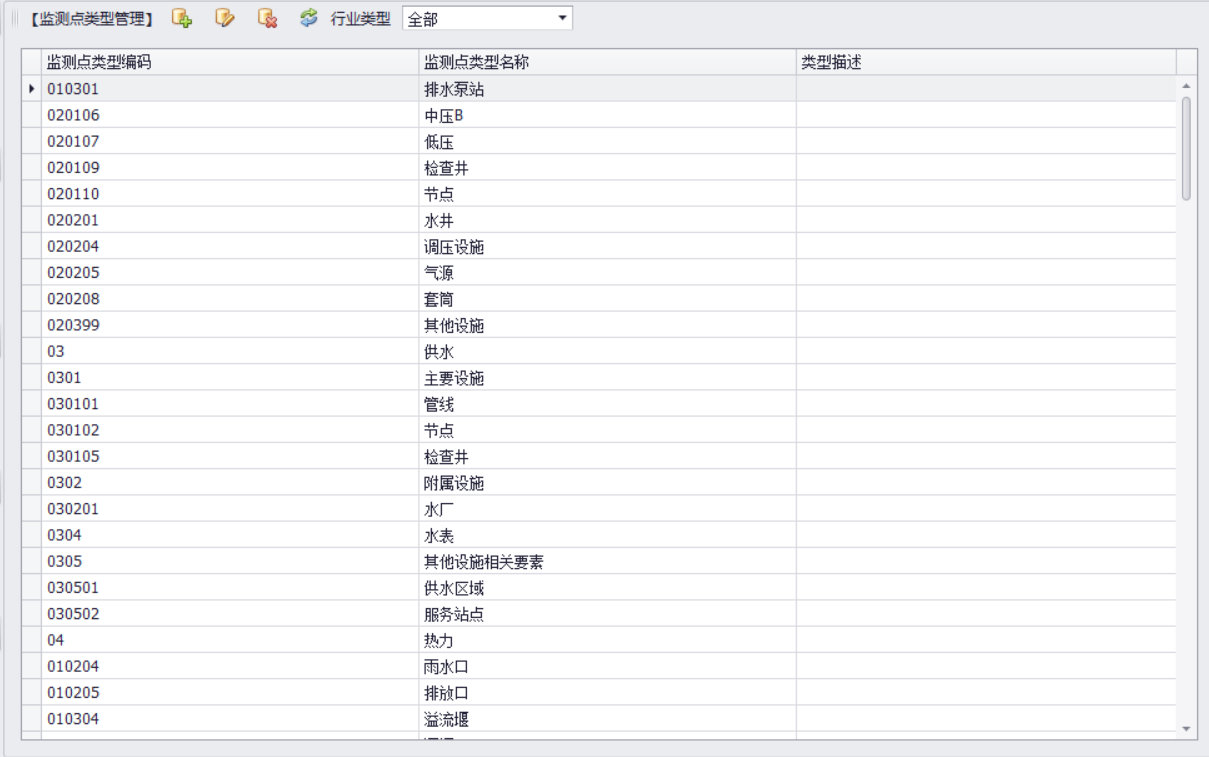 【监测点类型管理】 行业类型 全部
监测点类型编码 监测点类型名称 类型描述
010301 排水泵站
020106 中压B
020107 低压
020109 检查井
020110 节点
020201 水井
020204 调压设施
020205 气源
020208 套筒
020399 其他设施
03 供水
0301 主要设施
030101 管线
030102 节点
030105 检查井
0302 附属设施
030201 水厂
0304 水表
0305 其他设施相关要素
030501 供水区域
030502 服务站点
04 热力
010204 雨水口
010205 排放口
010304 溢流堰